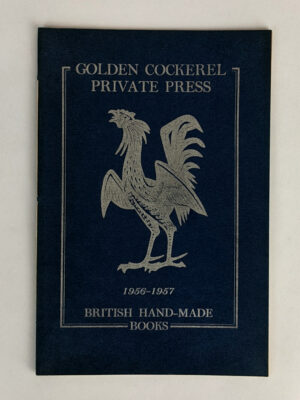 GOLDEN COCKEREL
PRIVATE PRESS
1956-1957
BRITISH HAND-MADE
BOOKS